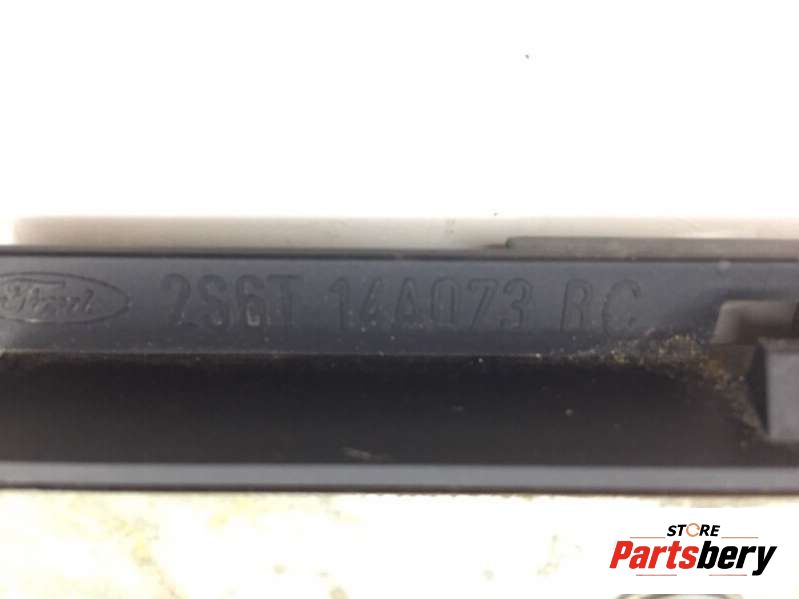 Ford 2S6T 14A073 BC
STORE
Partsbery